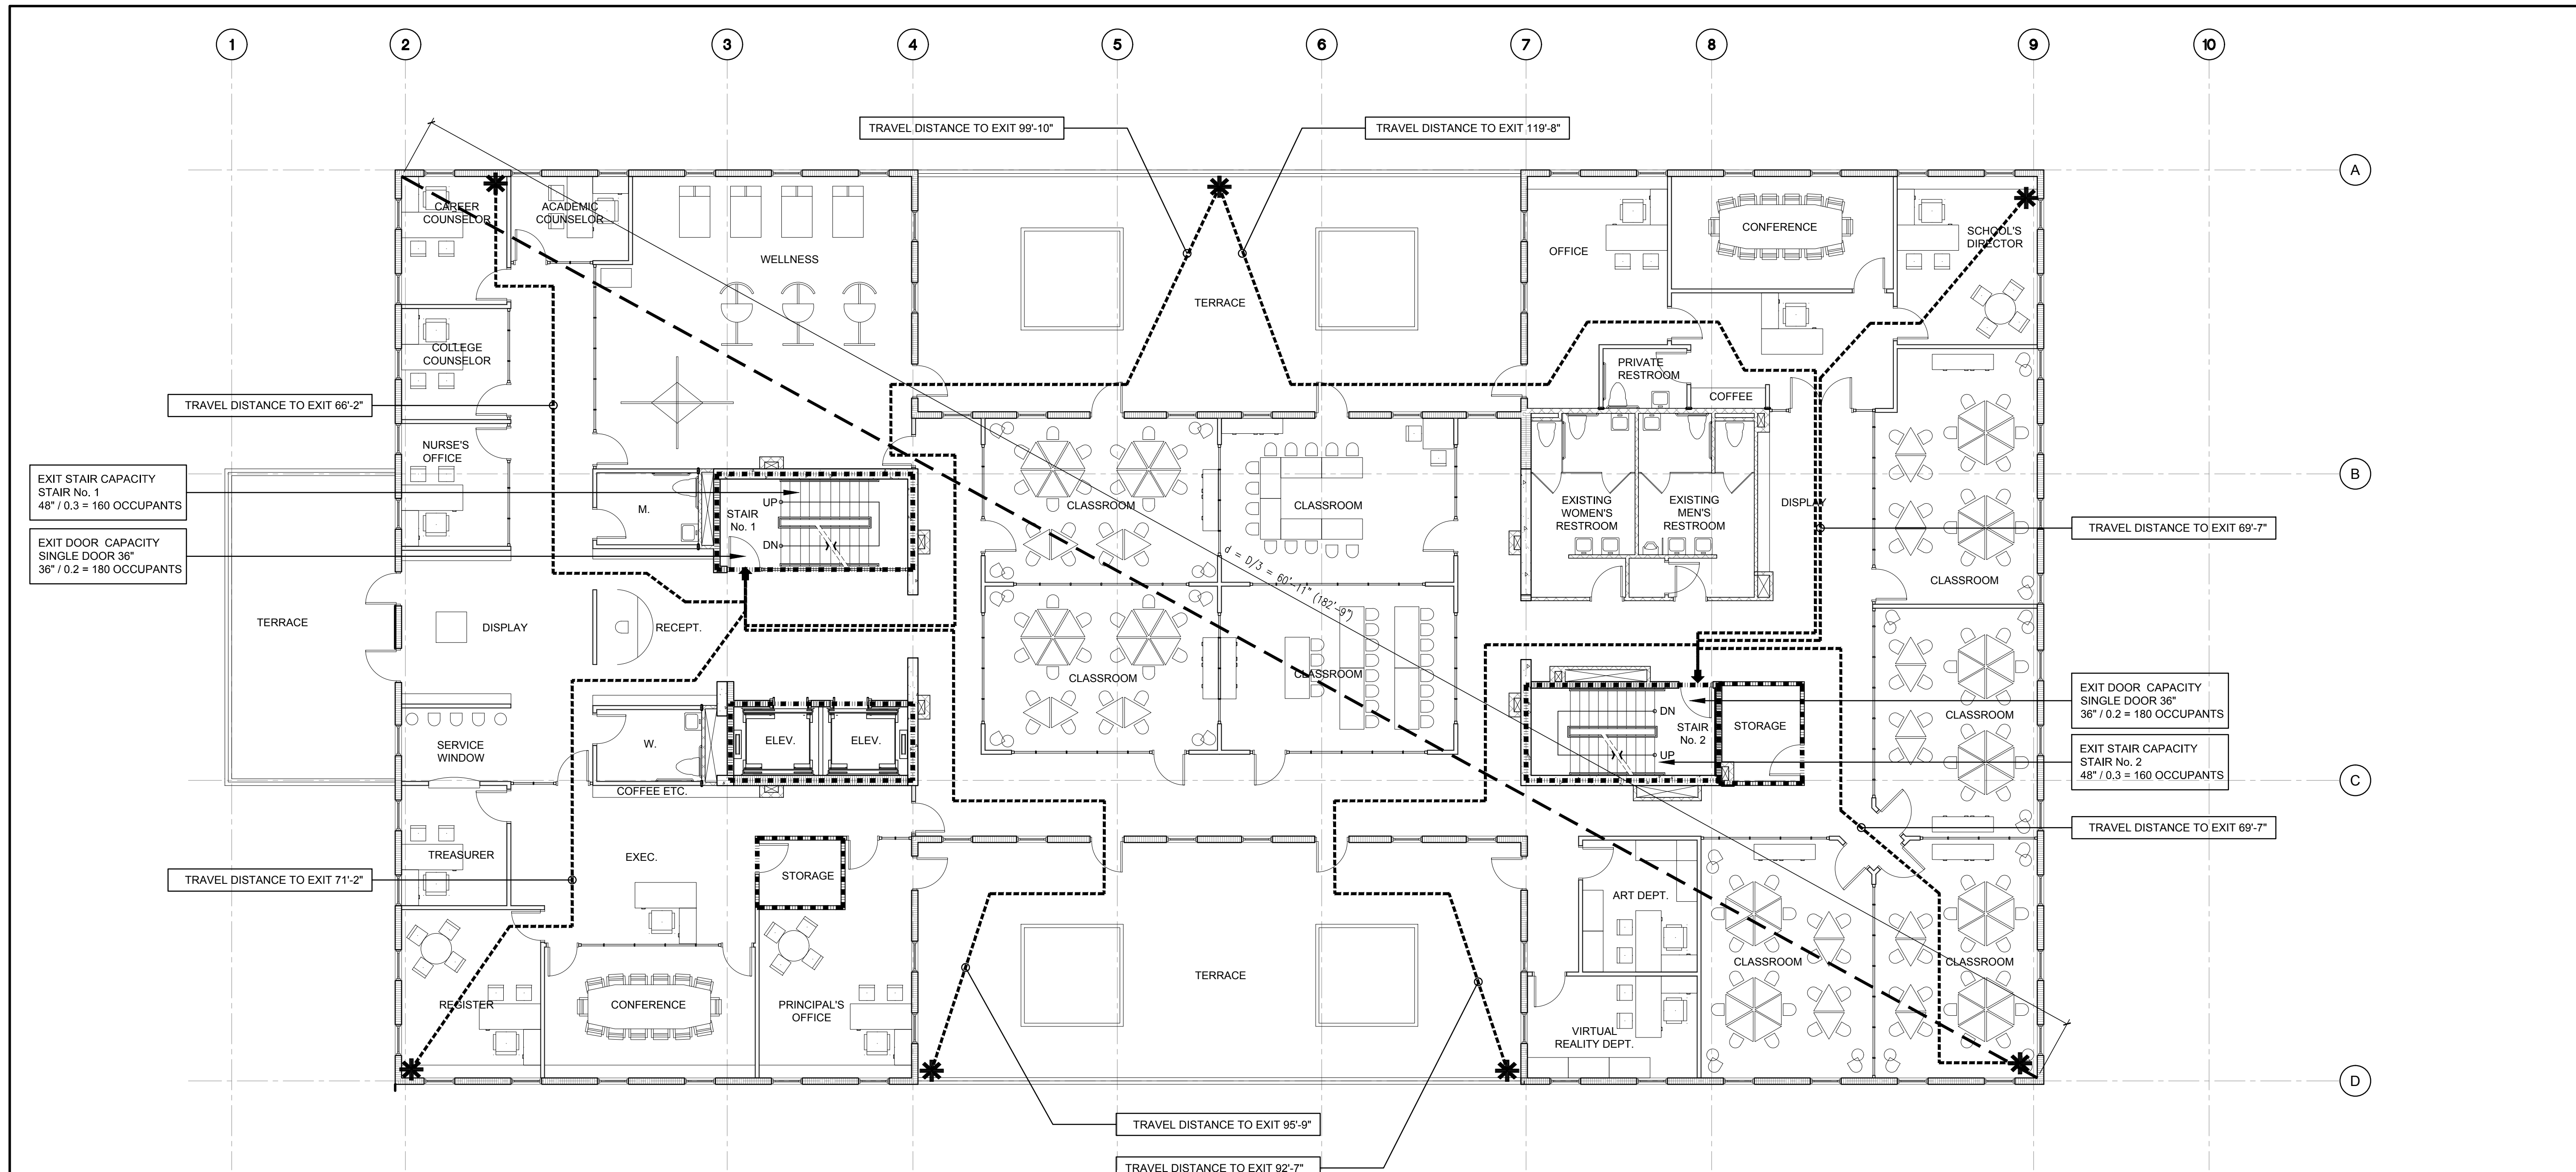 1 2 3 4 5 6 7 8 9 10
TRAVEL DISTANCE TO EXIT 99'-10"
TRAVEL DISTANCE TO EXIT 119'-8"
A
CAREER
COUNSELOR
ACADEMIC
COUNSELOR
WELLNESS
TERRACE
OFFICE
CONFERENCE
SCHOOL'S
DIRECTOR
COLLEGE
COUNSELOR
PRIVATE
RESTROOM
COFFEE
TRAVEL DISTANCE TO EXIT 66'-2"
NURSE'S
OFFICE
B
EXIT STAIR CAPACITY
STAIR No. 1
48" / 0.3 = 160 OCCUPANTS
EXIT DOOR CAPACITY
SINGLE DOOR 36"
36" / 0.2 = 180 OCCUPANTS
M.
STAIR
No. 1
UP
DN
CLASSROOM
CLASSROOM
EXISTING
WOMEN'S
RESTROOM
EXISTING
MEN'S
RESTROOM
DISPLAY
TRAVEL DISTANCE TO EXIT 69'-7"
CLASSROOM
d = D/3 = 60'-11" (182'-9")
TERRACE
DISPLAY
RECEPT.
CLASSROOM
CLASSROOM
EXIT DOOR CAPACITY
SINGLE DOOR 36"
36" / 0.2 = 180 OCCUPANTS
DN
STAIR
No. 2
UP
STORAGE
CLASSROOM
SERVICE
WINDOW
W.
ELEV.
ELEV.
EXIT STAIR CAPACITY
STAIR No. 2
48" / 0.3 = 160 OCCUPANTS
C
COFFEE ETC.
TRAVEL DISTANCE TO EXIT 69'-7"
TREASURER
EXEC.
STORAGE
TRAVEL DISTANCE TO EXIT 71'-2"
ART DEPT.
CLASSROOM
CLASSROOM
TERRACE
REGISTER
CONFERENCE
PRINCIPAL'S
OFFICE
VIRTUAL
REALITY DEPT.
D
TRAVEL DISTANCE TO EXIT 95'-9"
TRAVEL DISTANCE TO EXIT 92'-7"